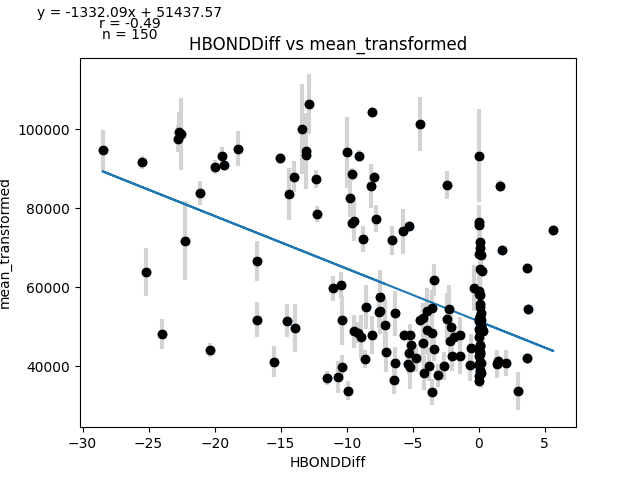 y = -1332.09x + 51437.57
r = -0.49
n = 150
HBONDDiff vs mean_transformed
mean_transformed
100000
80000
60000
40000
−30
−25
−20
−15
−10
−5
0
5
HBONDDiff